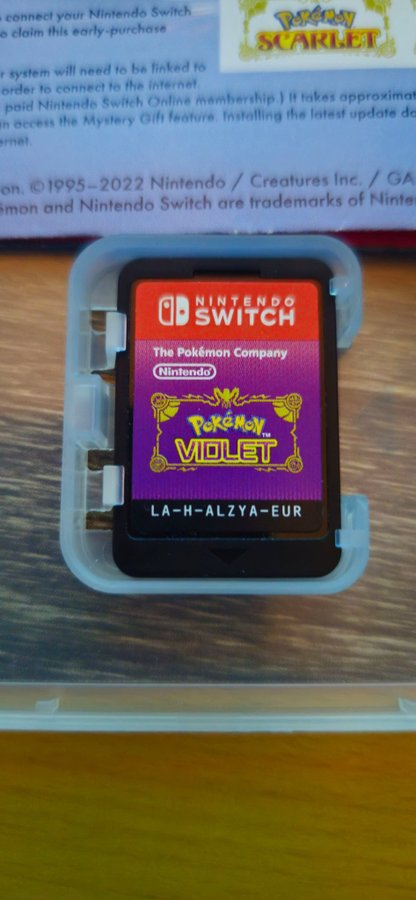 connect your Nintendo Switch
o claim this early-purchase
Pokémon
SCARLET
r system will need to be linked to
order to connect to the internet.
paid Nintendo Switch Online membership.) It takes approximat
n access the Mystery Gift feature. Installing the latest update da
ernet.
on. ©1995–2022 Nintendo / Creatures Inc. / GA
émon and Nintendo Switch are trademarks of Ninte
NINTENDO
SWITCH
The Pokémon Company
Nintendo
POKéMON
VIOLET™
LA-H-ALZYA-EUR